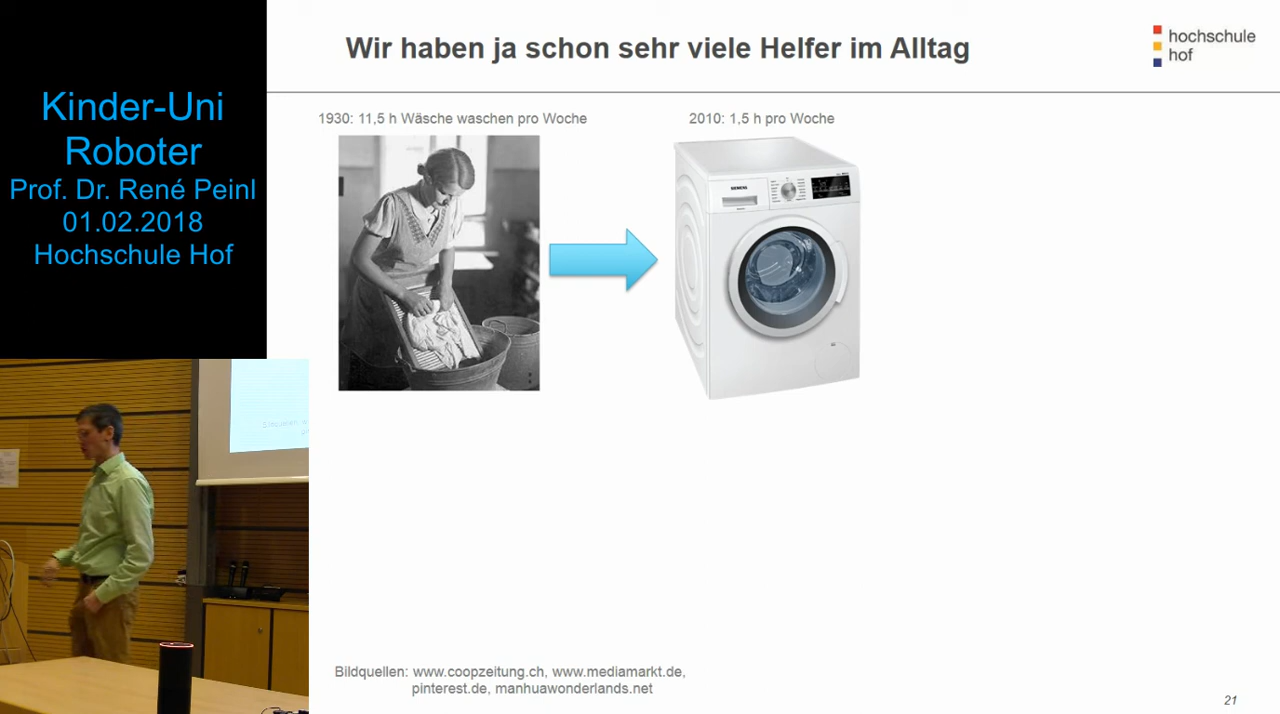 Kinder-Uni
Roboter
Prof. Dr. René Peinl
01.02.2018
Hochschule Hof
Wir haben ja schon sehr viele Helfer im Alltag
hochschule
hof
1930: 11,5 h Wäsche waschen pro Woche
2010: 1,5 h pro Woche
SIEMENS
Bildquellen: www.coopzeitung.ch, www.mediamarkt.de,
pinterest.de, manhuawonderlands.net
21